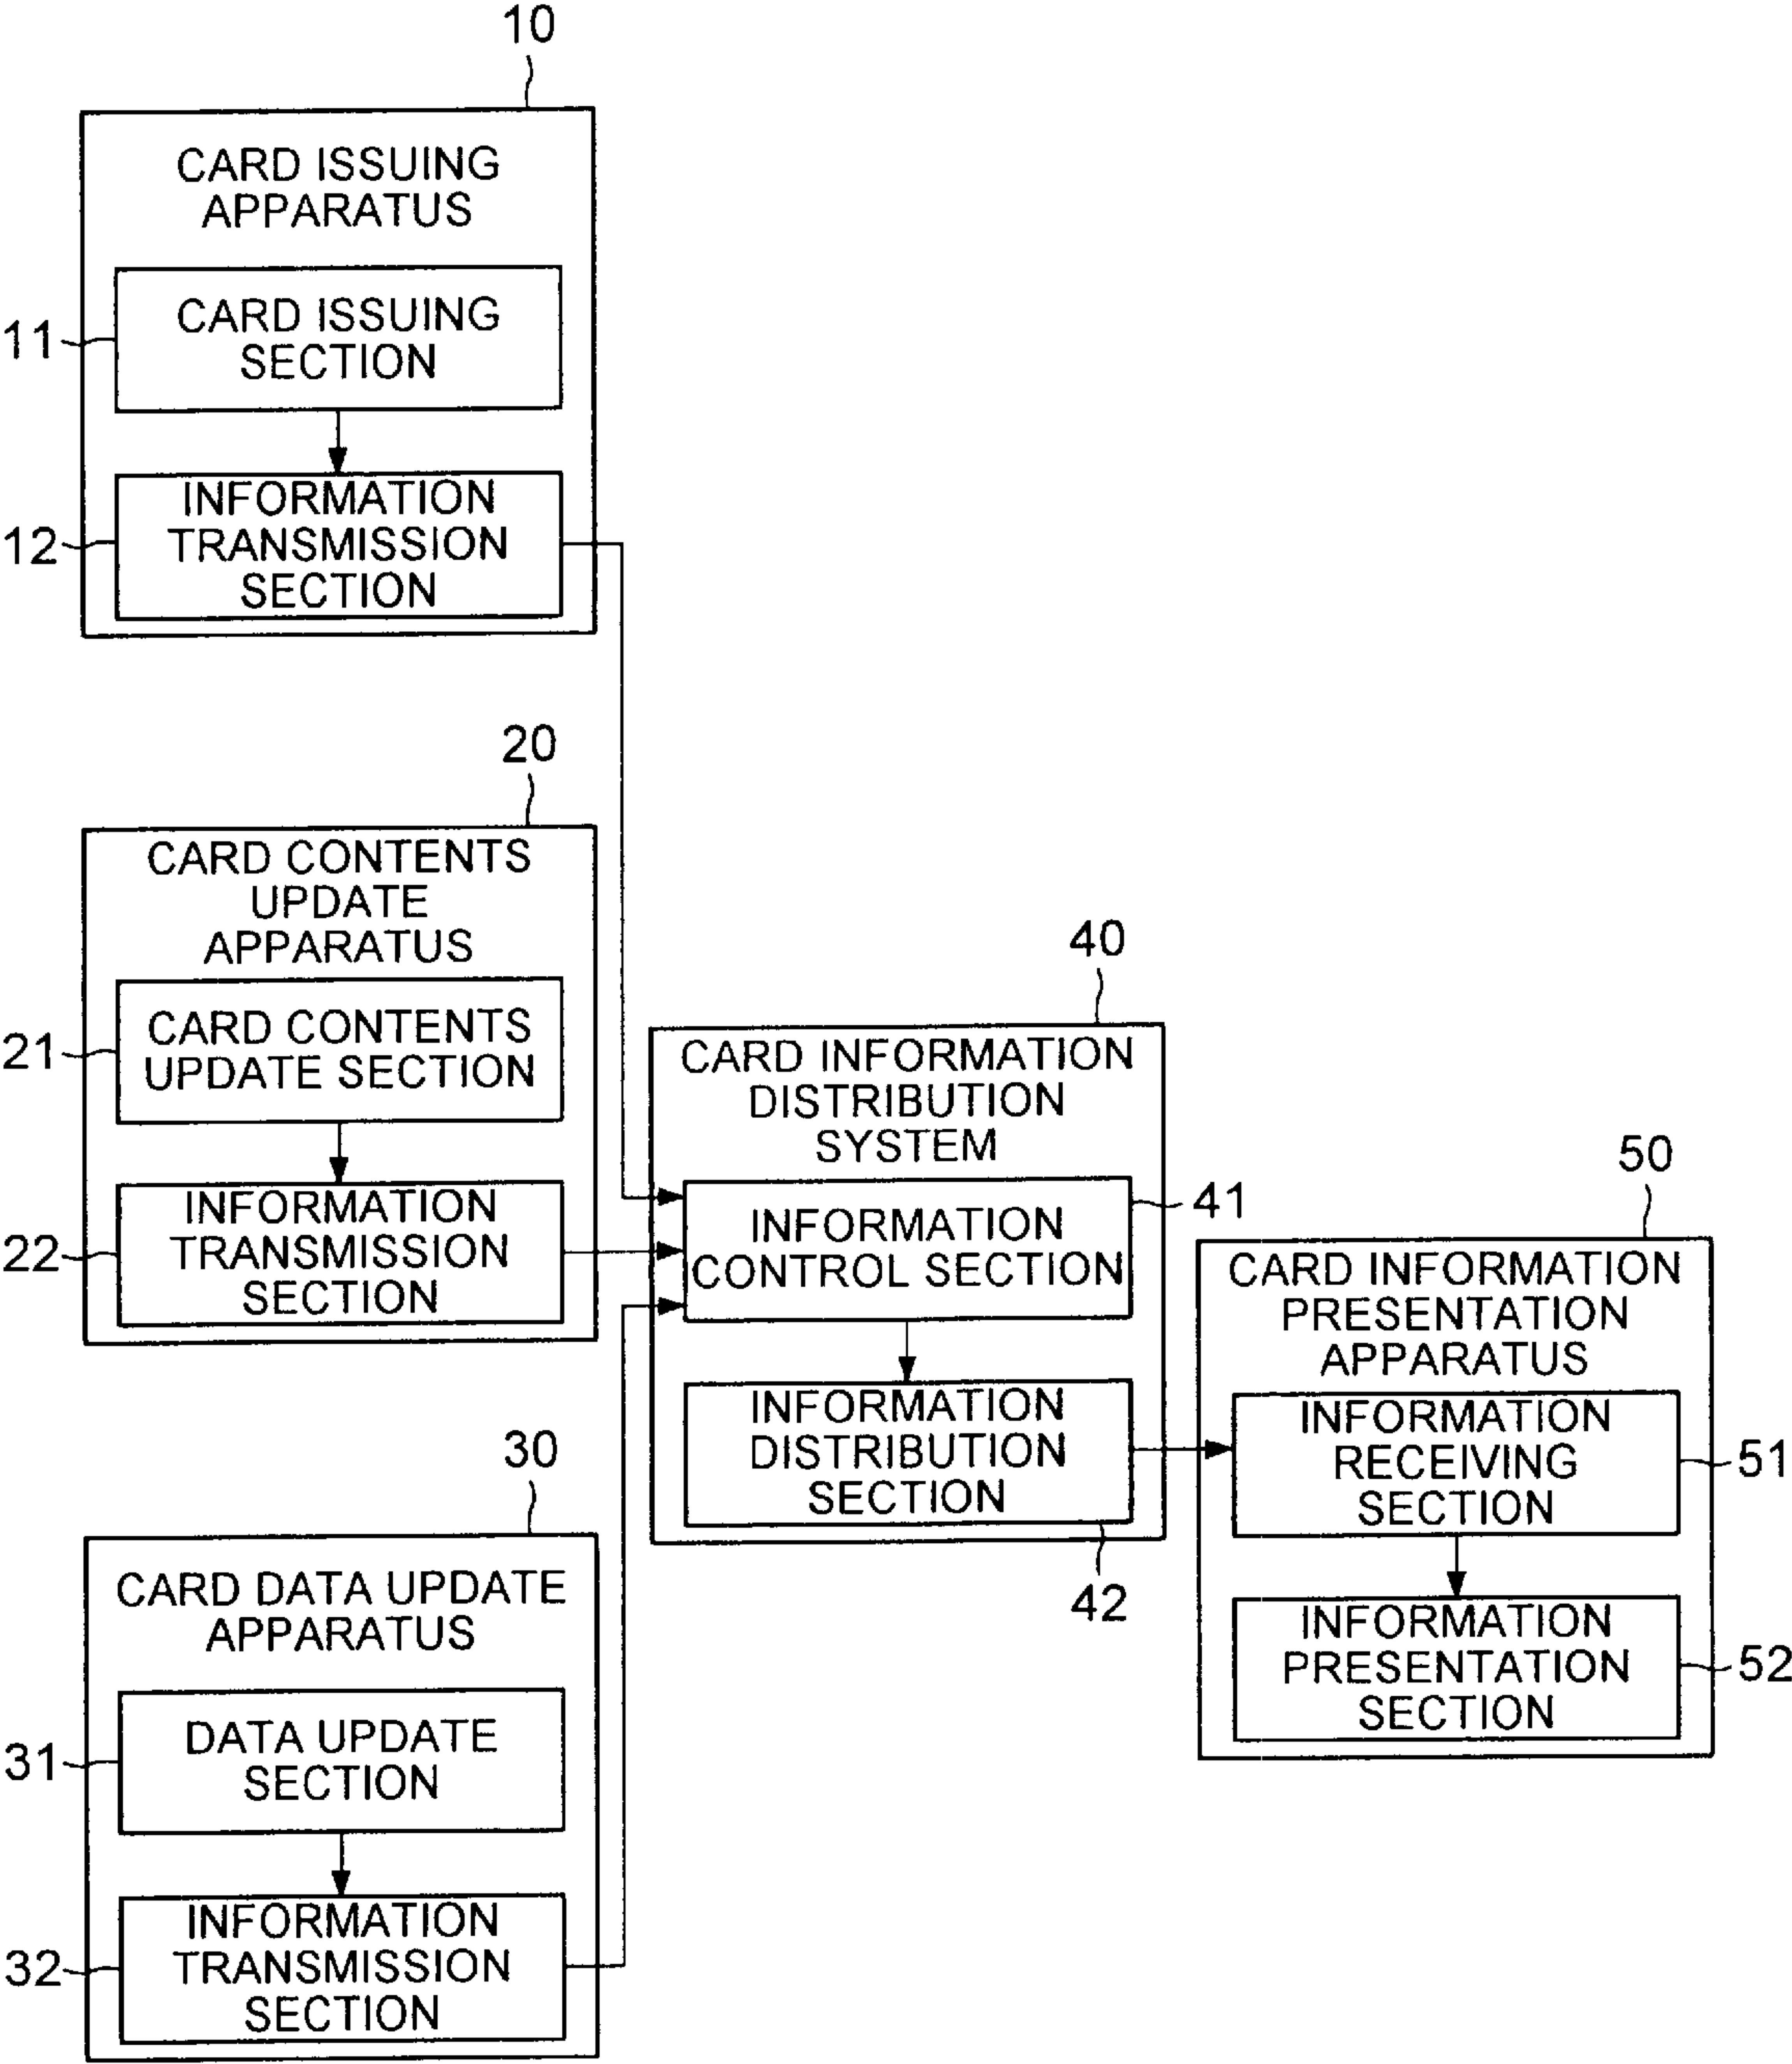 10
CARD ISSUING
APPARATUS
11
CARD ISSUING
SECTION
12
INFORMATION
TRANSMISSION
SECTION
20
CARD CONTENTS
UPDATE
APPARATUS
21
CARD CONTENTS
UPDATE SECTION
22
INFORMATION
TRANSMISSION
SECTION
30
CARD DATA UPDATE
APPARATUS
31
DATA UPDATE
SECTION
32
INFORMATION
TRANSMISSION
SECTION
40
CARD INFORMATION
DISTRIBUTION
SYSTEM
41
INFORMATION
CONTROL SECTION
INFORMATION
DISTRIBUTION
SECTION
42
50
CARD INFORMATION
PRESENTATION
APPARATUS
INFORMATION
RECEIVING
SECTION
51
INFORMATION
PRESENTATION
SECTION
52